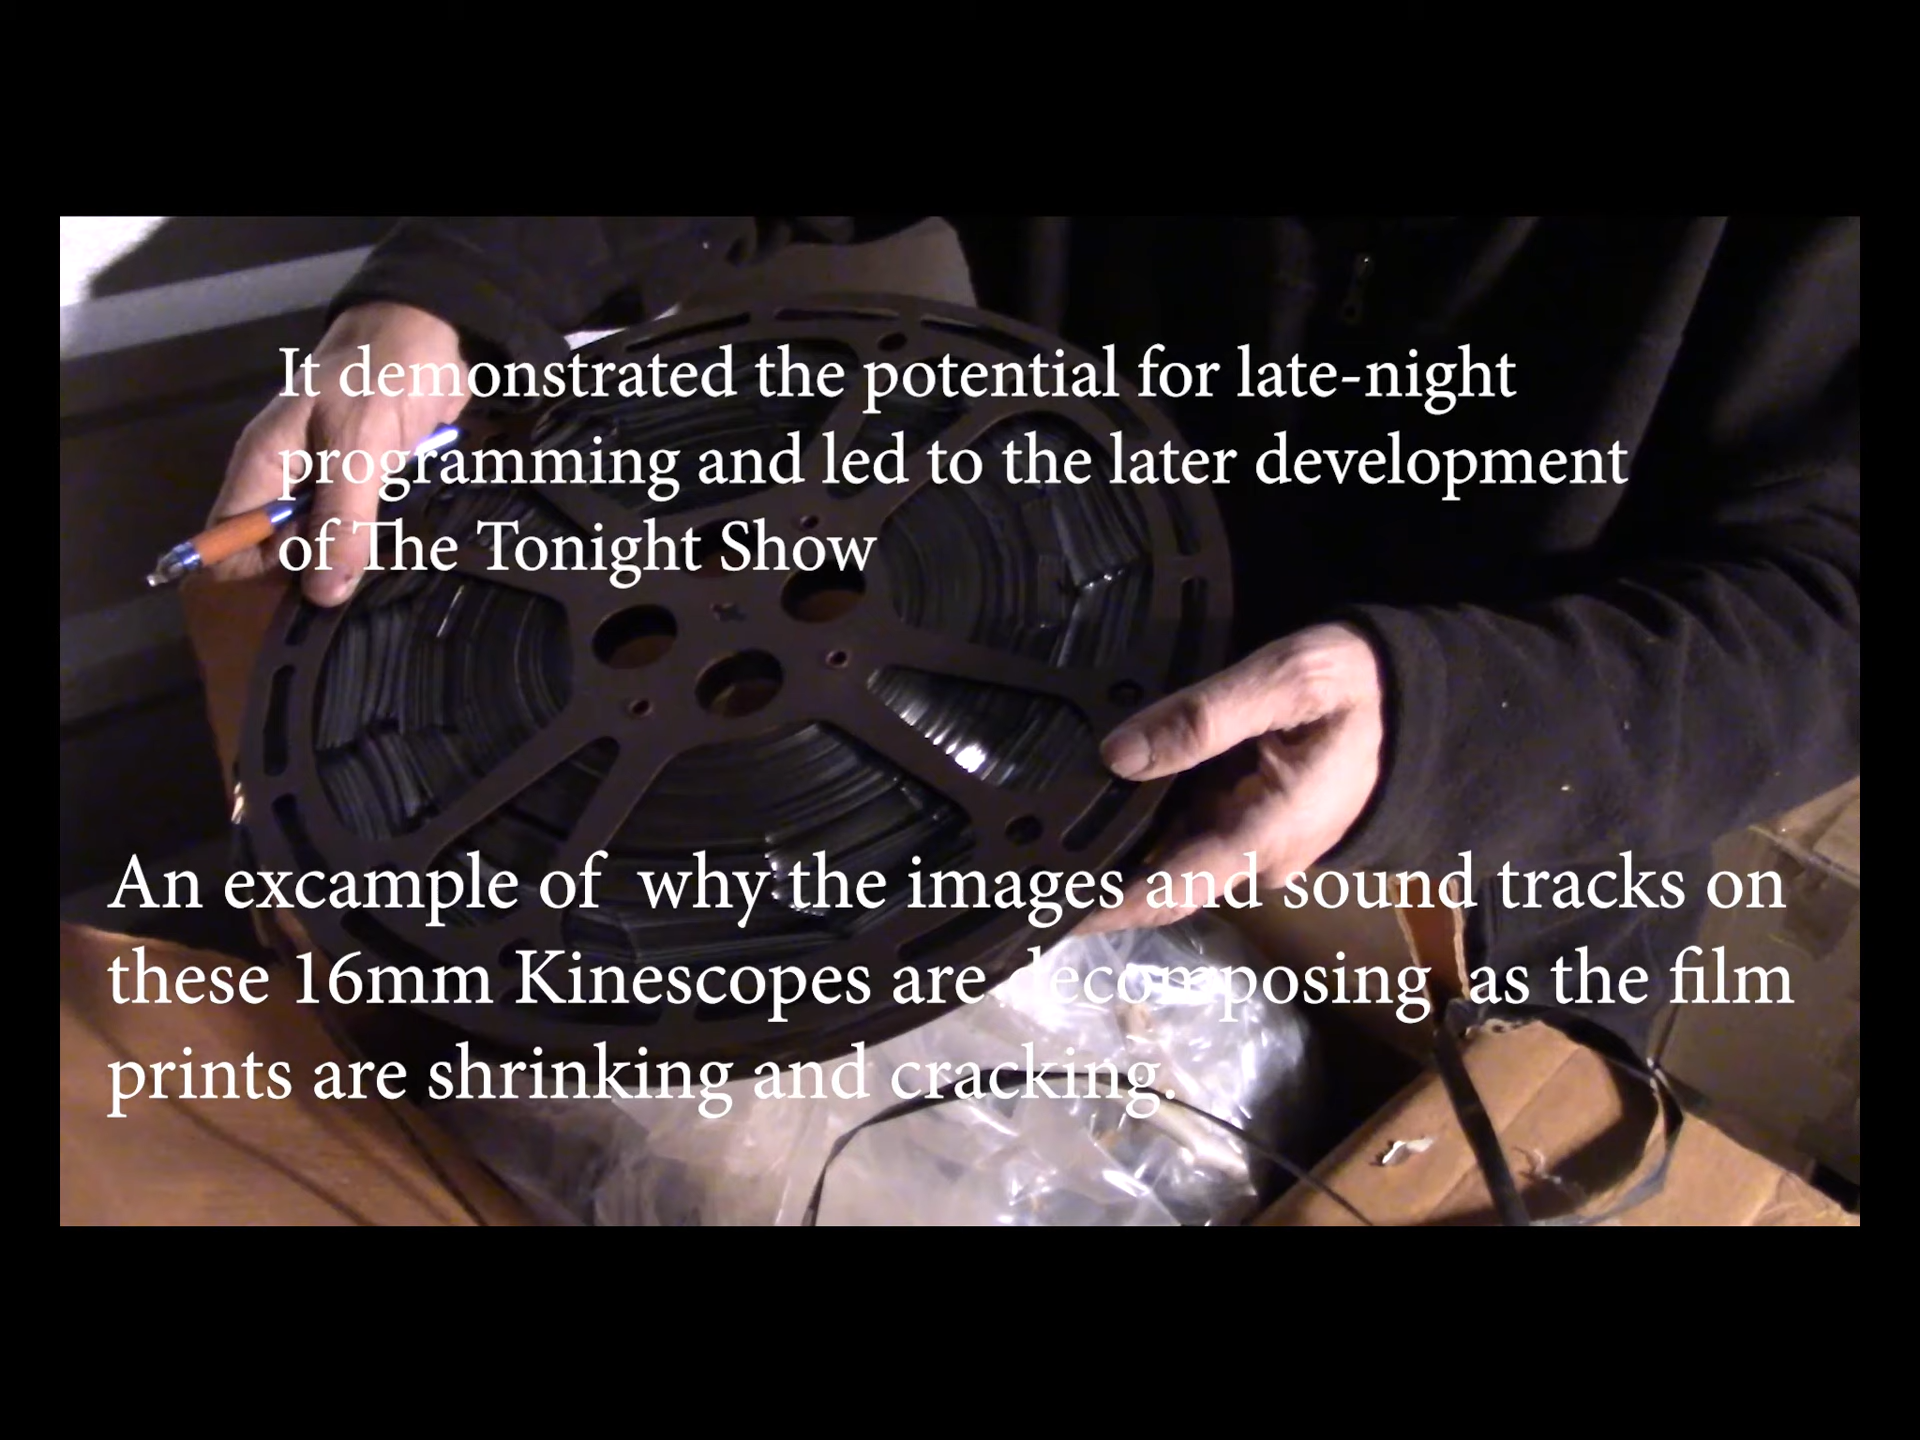 It demonstrated the potential for late-night
programming and led to the later development
of The Tonight Show
An excample of why the images and sound tracks on
these 16mm Kinescopes are decomposing as the film
prints are shrinking and cracking.